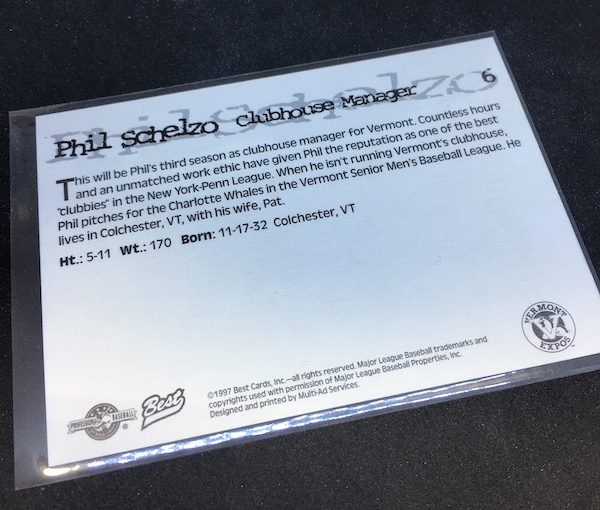 Phil Schelzo Clubhouse Manager 6
This will be Phil's third season as clubhouse manager for Vermont. Countless hours
and an unmatched work ethic have given Phil the reputation as one of the best
"clubbies" in the New York-Penn League. When he isn't running Vermont's clubhouse,
Phil pitches for the Charlotte Whales in the Vermont Senior Men's Baseball League. He
lives in Colchester, VT, with his wife, Pat.
Ht.: 5-11 Wt.: 170 Born: 11-17-32 Colchester, VT
VERMONT
EXPOS
©1997 Best Cards, Inc.—all rights reserved. Major League Baseball trademarks and
copyrights used with permission of Major League Baseball Properties, Inc.
Designed and printed by Multi-Ad Services.
PROFESSIONAL BASEBALL
Best